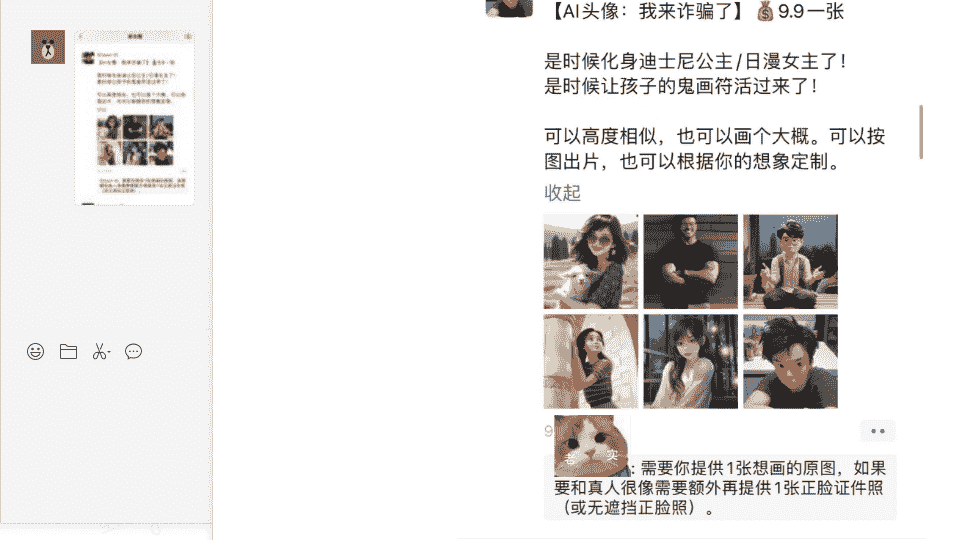 【AI头像：我来诈骗了】💰9.9一张
是时候化身迪士尼公主/日漫女主了！
是时候让孩子的鬼画符活过来了！
可以高度相似，也可以画个大概。可以按
图出片，也可以根据你的想象定制。
收起
9
老 实
: 需要你提供1张想画的原图，如果
要和真人很像需要额外再提供1张正脸证件照
（或无遮挡正脸照）。